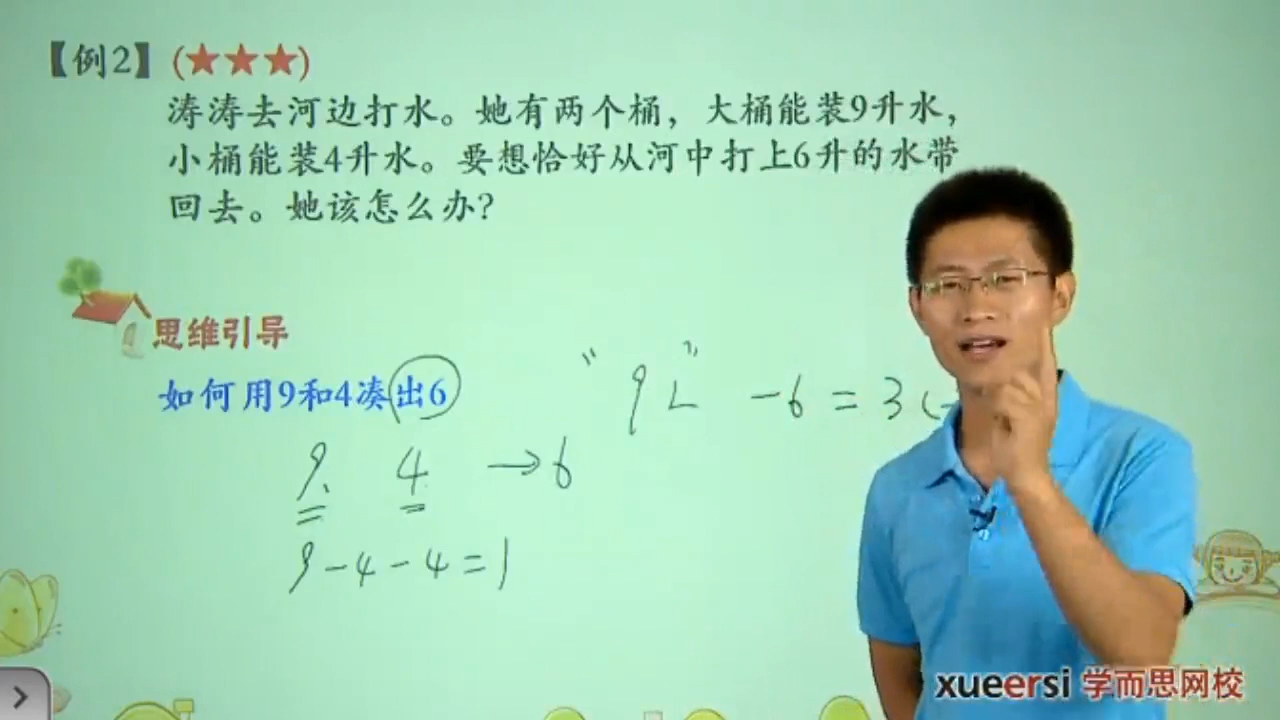 【例2】(★★★)
涛涛去河边打水。她有两个桶，大桶能装9升水，
小桶能装4升水。要想恰好从河中打上6升的水带
回去。她该怎么办?
思维引导
如何用9和4凑出6
"9L" -6=3(
9. 4 →6
9-4-4=1
xueersi 学而思网校